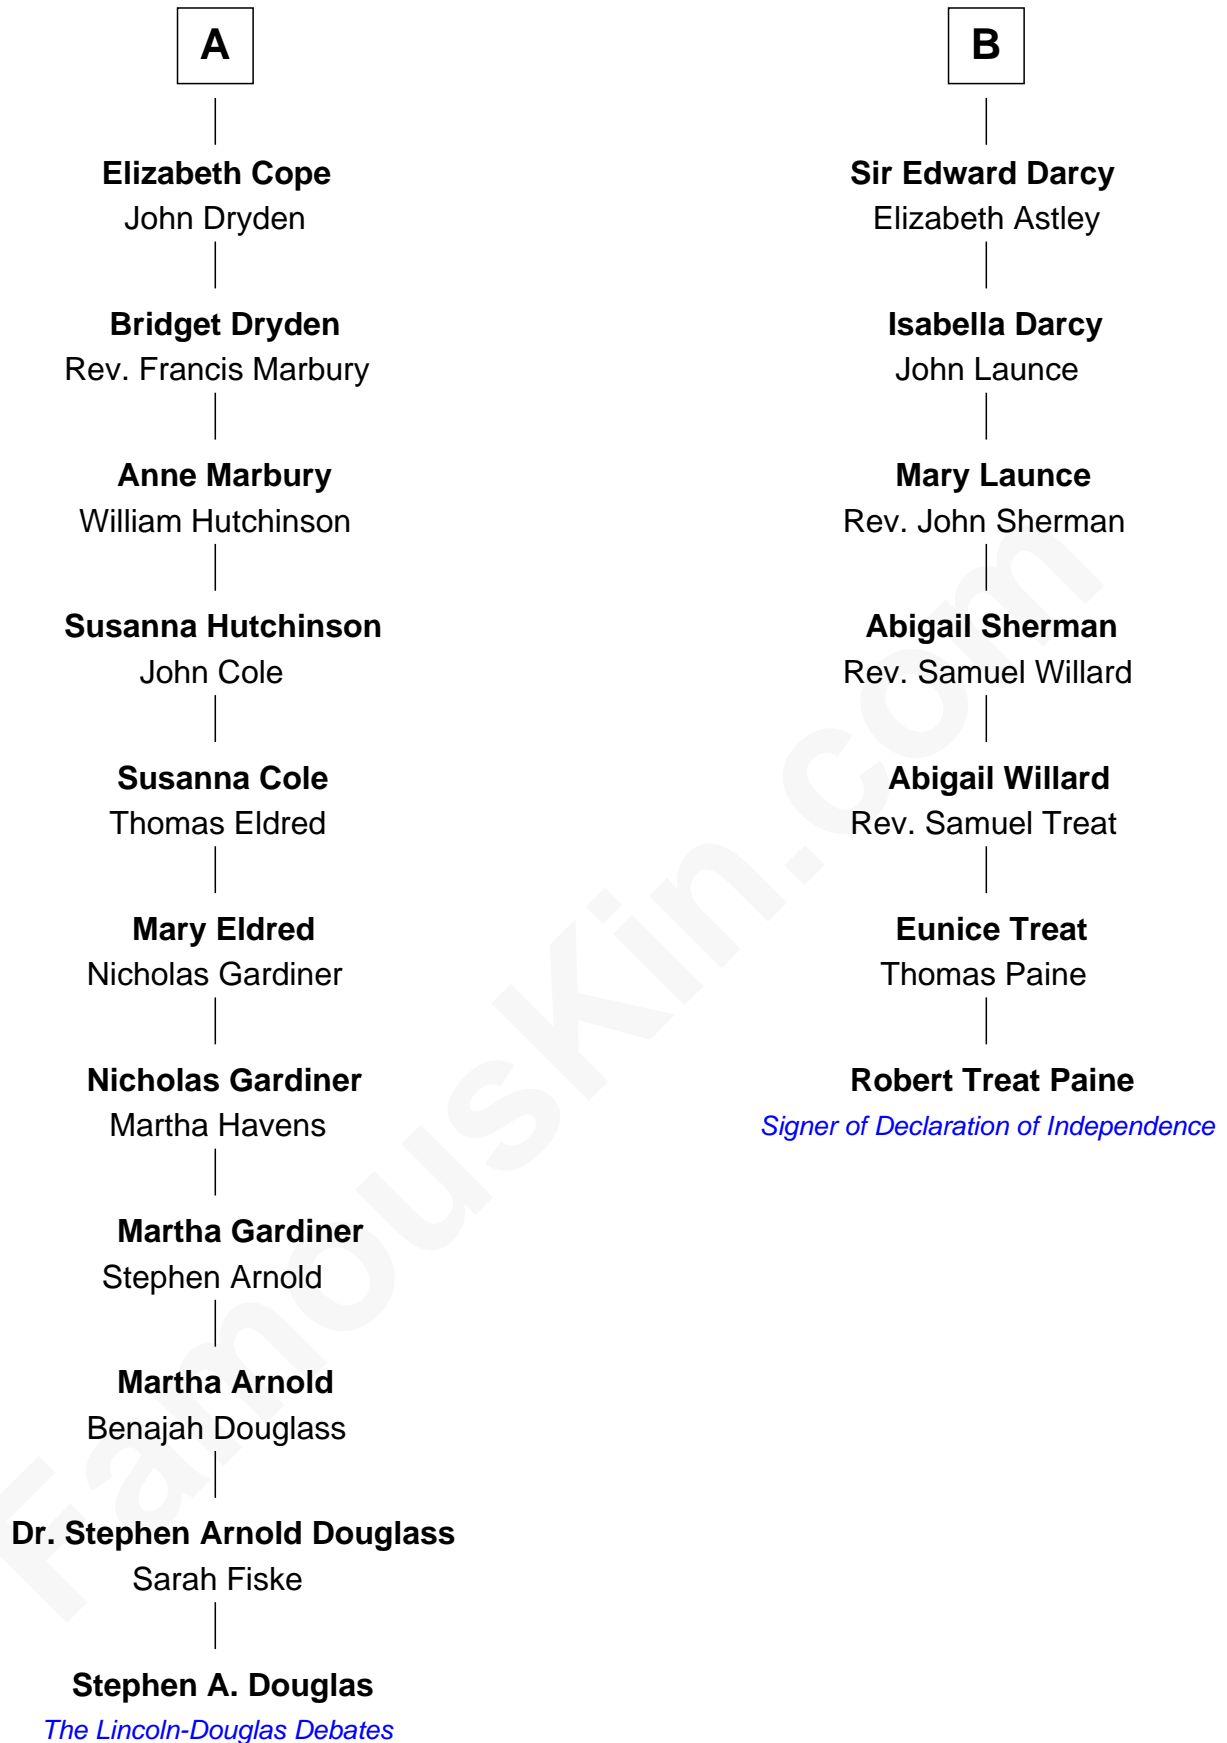 A
Elizabeth Cope
John Dryden
Bridget Dryden
Rev. Francis Marbury
Anne Marbury
William Hutchinson
Susanna Hutchinson
John Cole
Susanna Cole
Thomas Eldred
Mary Eldred
Nicholas Gardiner
Nicholas Gardiner
Martha Havens
Martha Gardiner
Stephen Arnold
Martha Arnold
Benajah Douglass
Dr. Stephen Arnold Douglass
Sarah Fiske
Stephen A. Douglas
The Lincoln-Douglas Debates
B
Sir Edward Darcy
Elizabeth Astley
Isabella Darcy
John Launce
Mary Launce
Rev. John Sherman
Abigail Sherman
Rev. Samuel Willard
Abigail Willard
Rev. Samuel Treat
Eunice Treat
Thomas Paine
Robert Treat Paine
Signer of Declaration of Independence
FamousKin.com